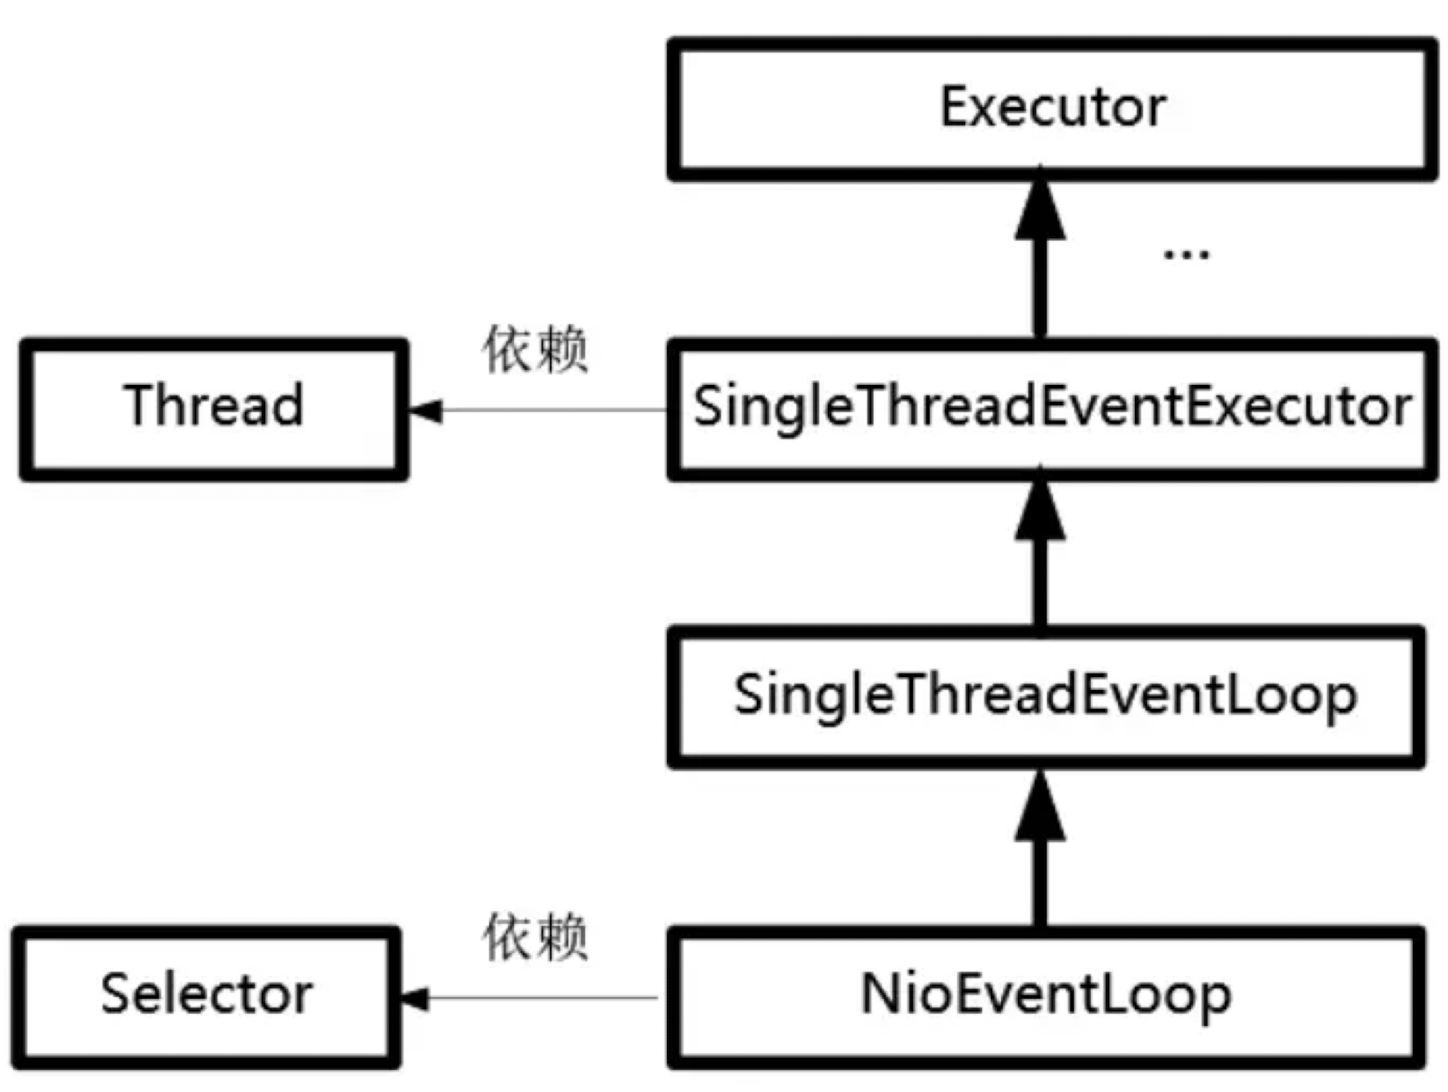 Executor
...
依赖
Thread
SingleThreadEventExecutor
SingleThreadEventLoop
依赖
Selector
NioEventLoop